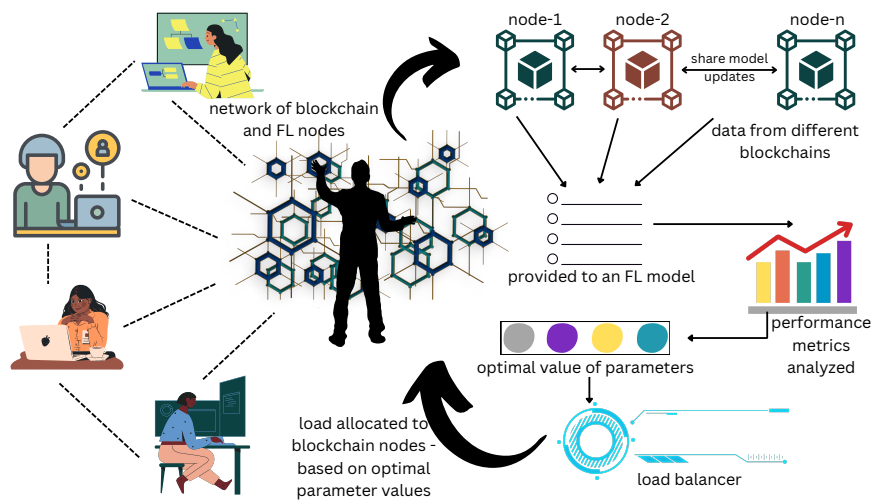 node-1
node-2
node-n
share model
updates
network of blockchain
and FL nodes
data from different
blockchains
provided to an FL model
performance
metrics
analyzed
optimal value of parameters
load allocated to
blockchain nodes -
based on optimal
parameter values
load balancer